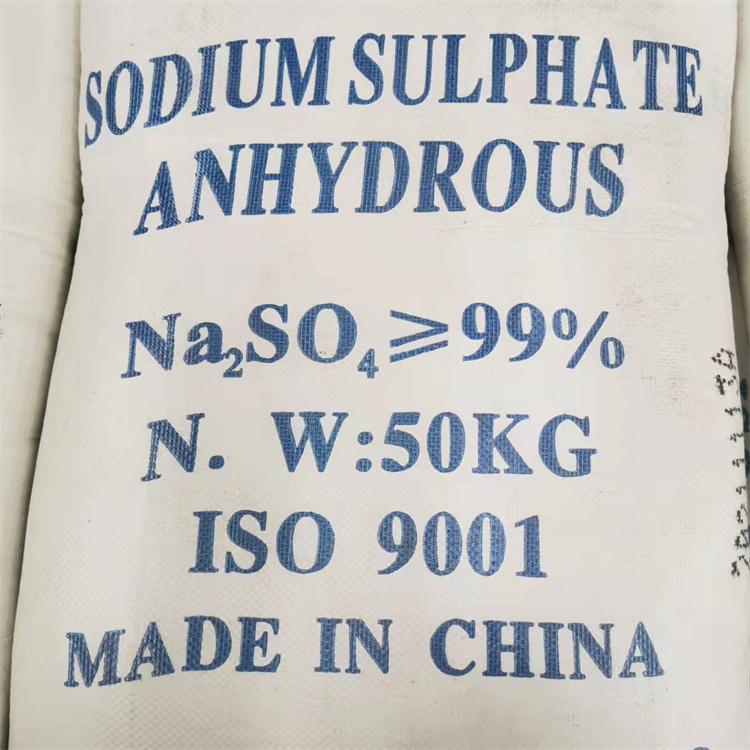 SODIUM SULPHATE
ANHYDROUS
Na₂SO₄≥99%
N. W:50KG
ISO 9001
MADE IN CHINA